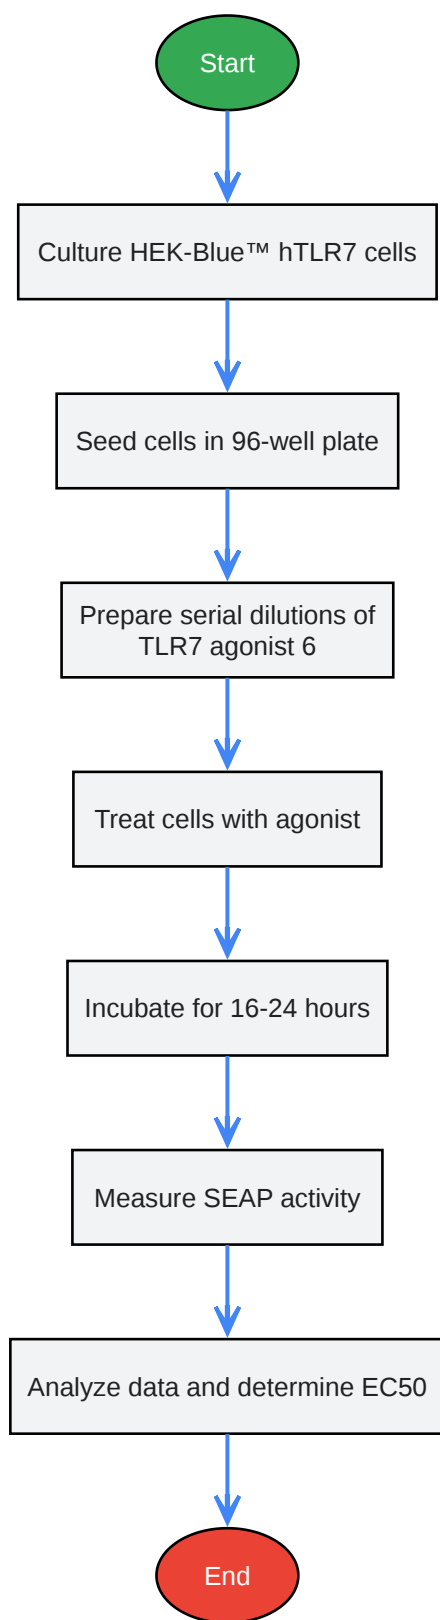 Start
Culture HEK-Blue™ hTLR7 cells
Seed cells in 96-well plate
Prepare serial dilutions of
TLR7 agonist 6
Treat cells with agonist
Incubate for 16-24 hours
Measure SEAP activity
Analyze data and determine EC50
End